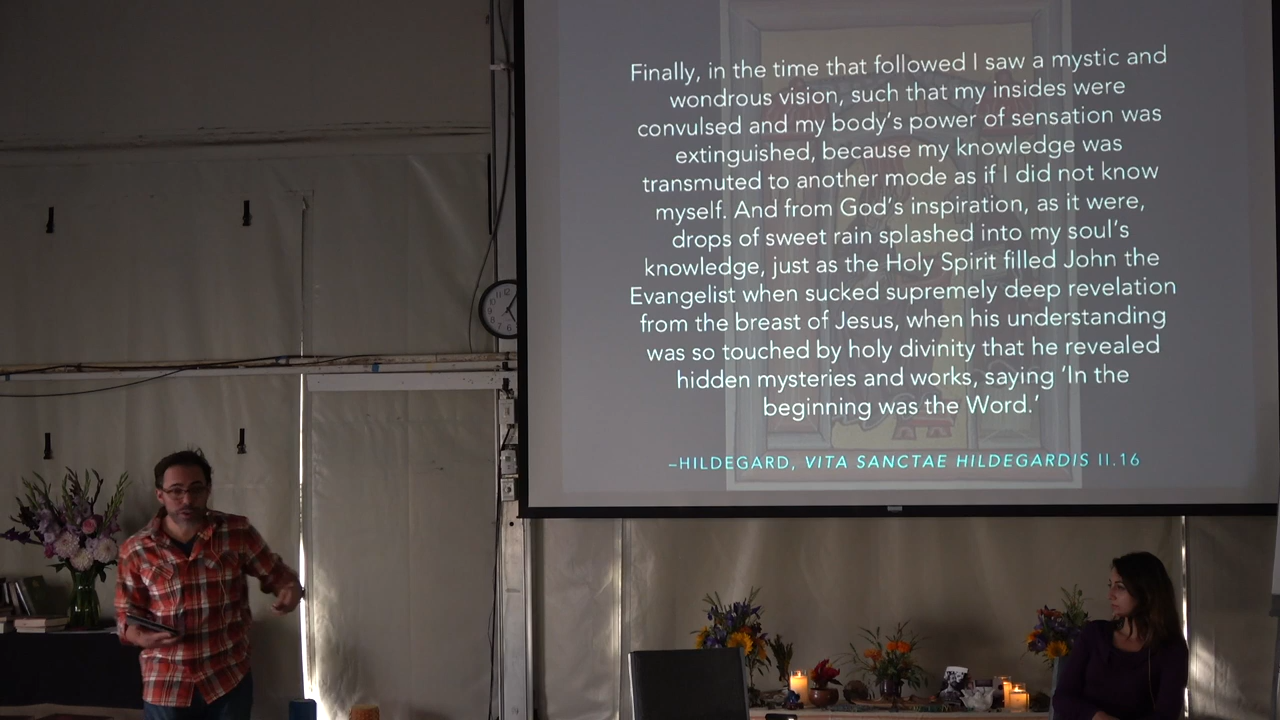 Finally, in the time that followed I saw a mystic and
wondrous vision, such that my insides were
convulsed and my body's power of sensation was
extinguished, because my knowledge was
transmuted to another mode as if I did not know
myself. And from God's inspiration, as it were,
drops of sweet rain splashed into my soul's
knowledge, just as the Holy Spirit filled John the
Evangelist when sucked supremely deep revelation
from the breast of Jesus, when his understanding
was so touched by holy divinity that he revealed
hidden mysteries and works, saying 'In the
beginning was the Word.'
–HILDEGARD, VITA SANCTAE HILDEGARDIS II.16